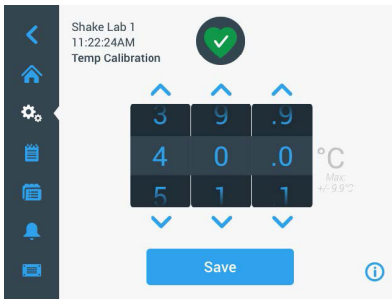 Shake Lab 1
11:22:24AM
Temp Calibration
3 9 .9
4 0 .0 °C
Max:
+/- 9.9°C
5 1 .1
Save